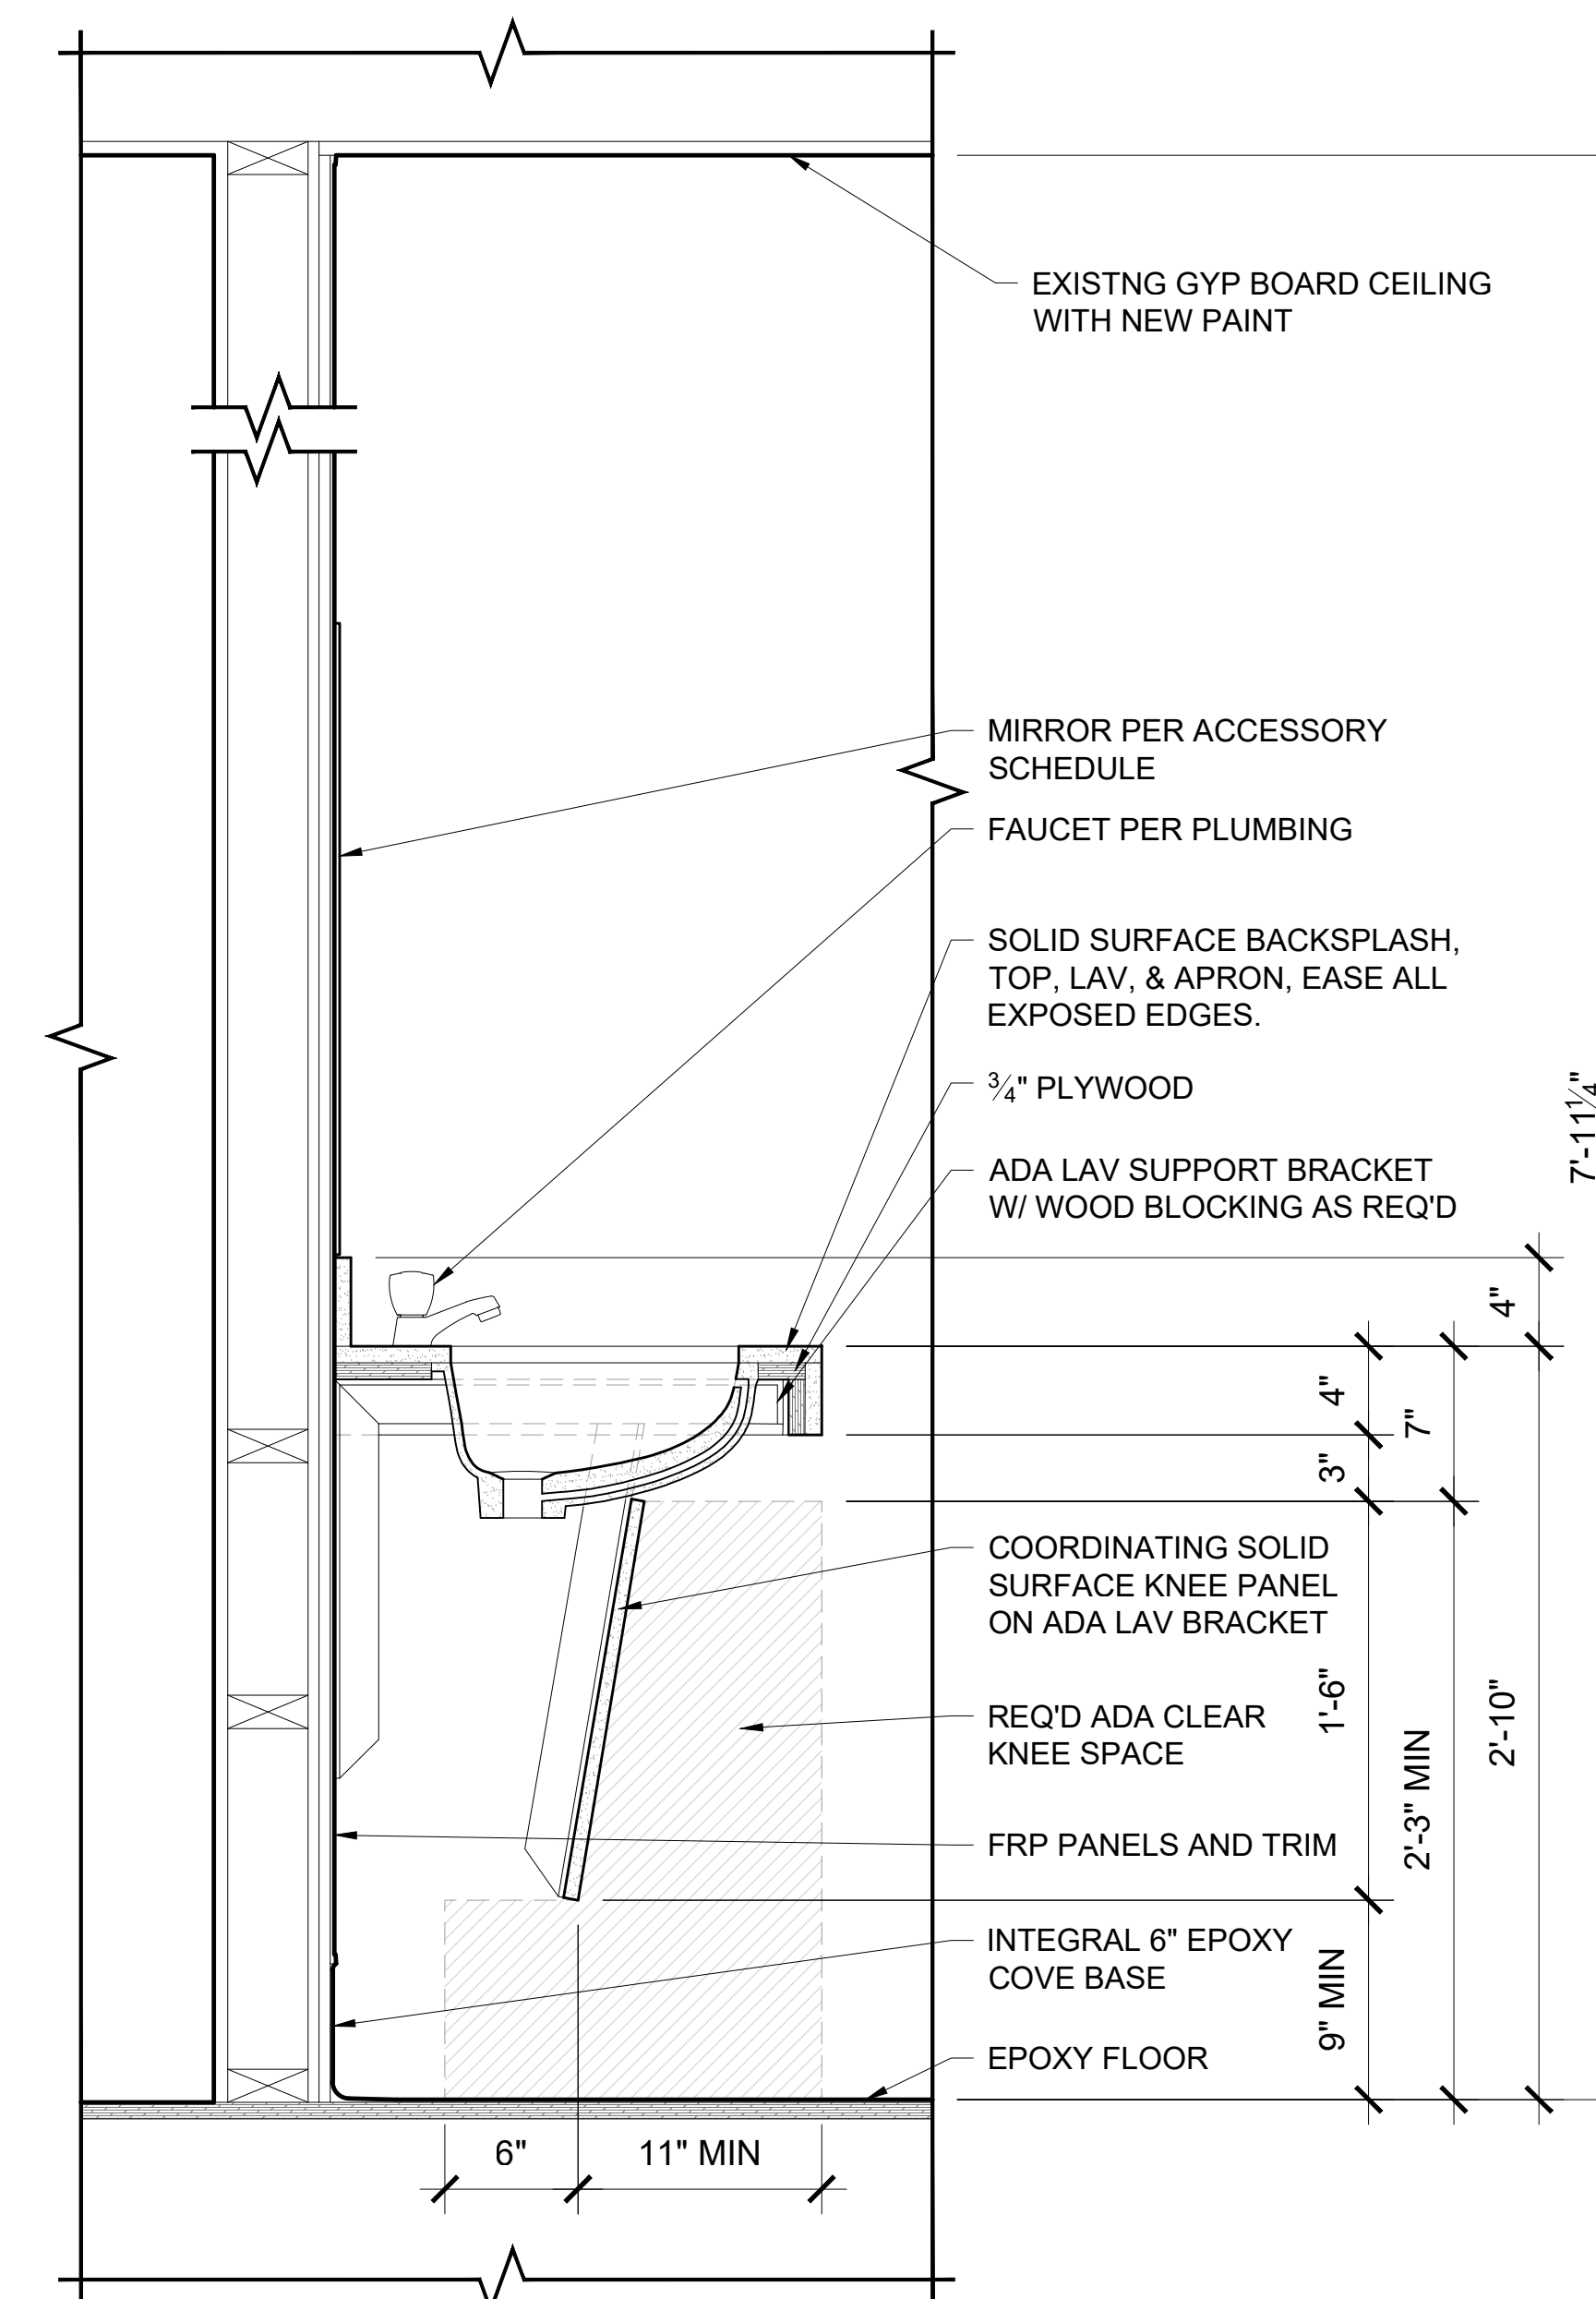 EXISTNG GYP BOARD CEILING
WITH NEW PAINT
MIRROR PER ACCESSORY
SCHEDULE
FAUCET PER PLUMBING
SOLID SURFACE BACKSPLASH,
TOP, LAV, & APRON, EASE ALL
EXPOSED EDGES.
3/4" PLYWOOD
ADA LAV SUPPORT BRACKET
W/ WOOD BLOCKING AS REQ'D
7'-11 1/4"
4"
4"
7"
3"
COORDINATING SOLID
SURFACE KNEE PANEL
ON ADA LAV BRACKET
1'-6"
2'-10"
REQ'D ADA CLEAR
KNEE SPACE
2'-3" MIN
FRP PANELS AND TRIM
INTEGRAL 6" EPOXY
COVE BASE
9" MIN
EPOXY FLOOR
6"
11" MIN